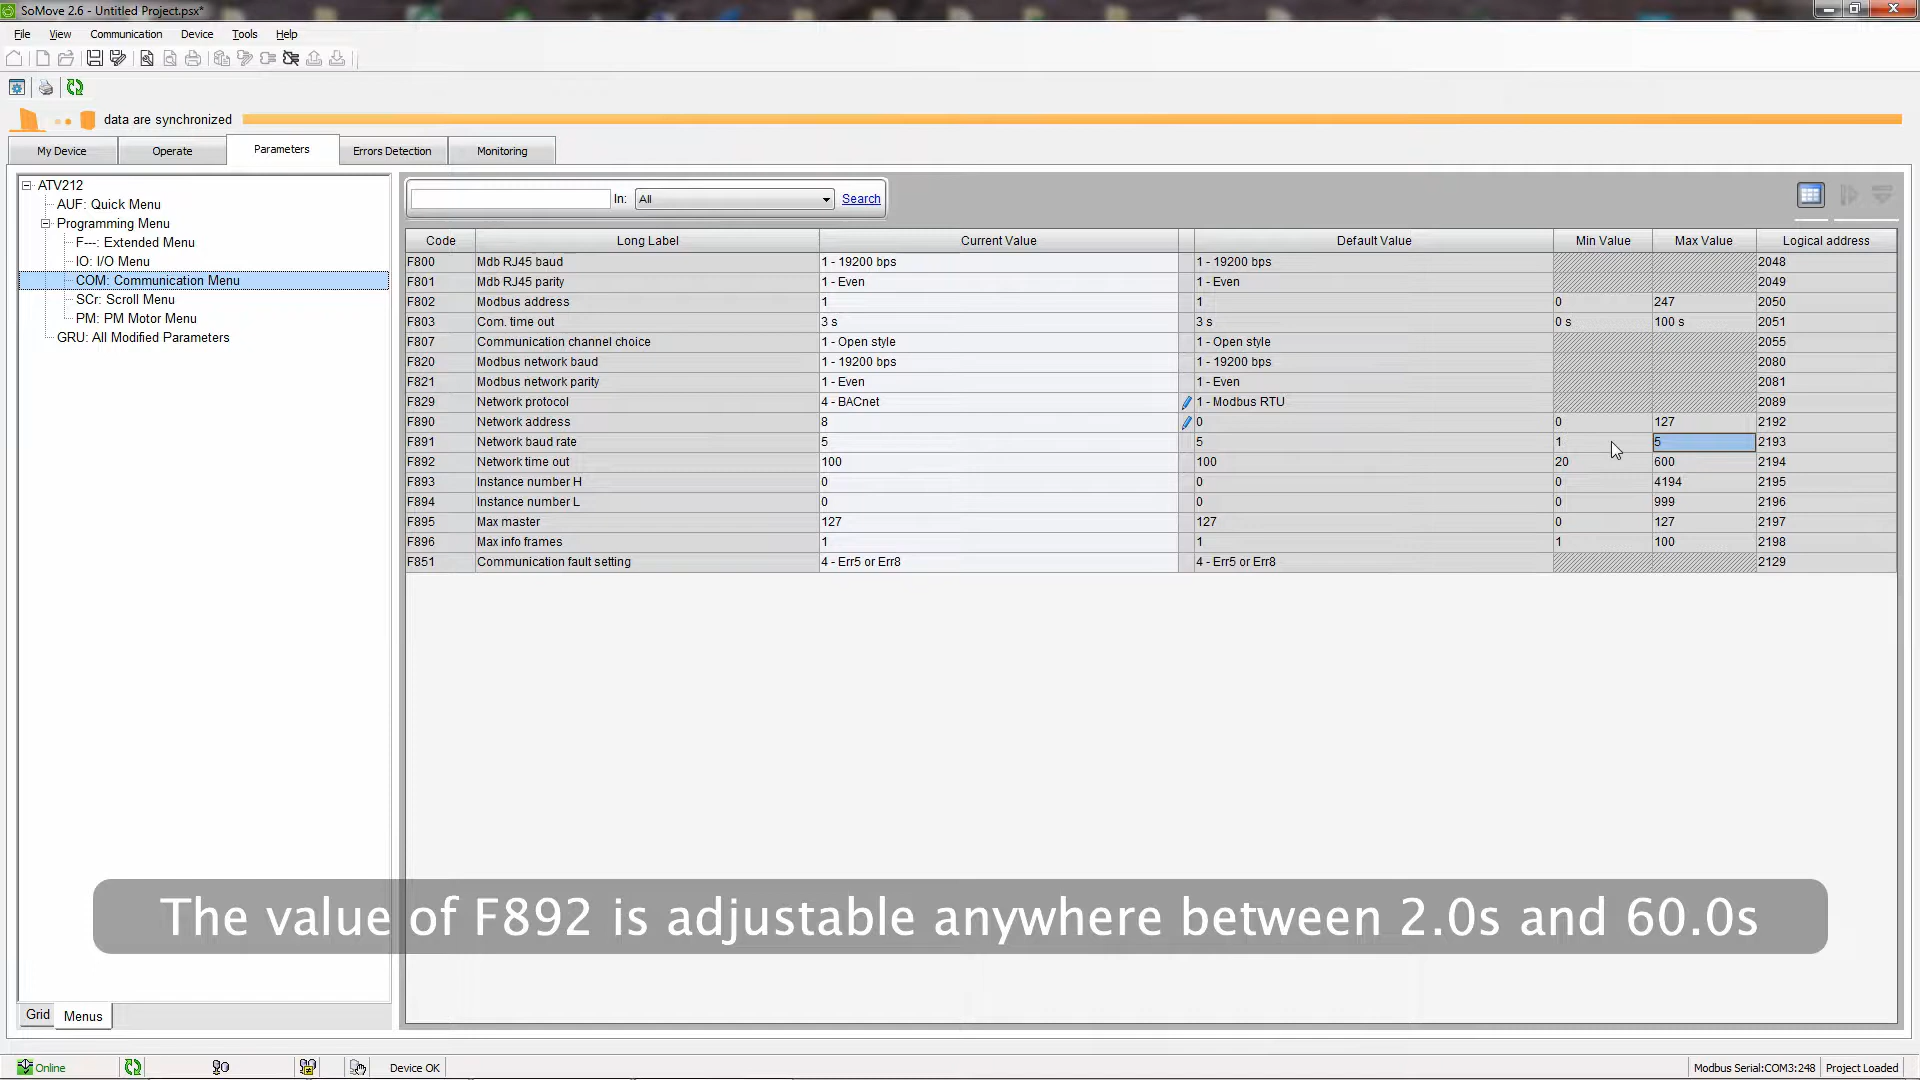 SoMove 2.6 - Untitled Project.psx*
File View Communication Device Tools Help
data are synchronized
My Device Operate Parameters Errors Detection Monitoring
ATV212
AUF: Quick Menu
Programming Menu
F---: Extended Menu
IO: I/O Menu
COM: Communication Menu
SCr: Scroll Menu
PM: PM Motor Menu
GRU: All Modified Parameters
In: All Search
Code Long Label Current Value Default Value Min Value Max Value Logical address
F800 Mdb RJ45 baud 1 - 19200 bps 1 - 19200 bps 2048
F801 Mdb RJ45 parity 1 - Even 1 - Even 2049
F802 Modbus address 1 1 0 247 2050
F803 Com. time out 3 s 3 s 0 s 100 s 2051
F807 Communication channel choice 1 - Open style 1 - Open style 2055
F820 Modbus network baud 1 - 19200 bps 1 - 19200 bps 2080
F821 Modbus network parity 1 - Even 1 - Even 2081
F829 Network protocol 4 - BACnet 1 - Modbus RTU 2089
F890 Network address 8 0 0 127 2192
F891 Network baud rate 5 5 1 5 2193
F892 Network time out 100 100 20 600 2194
F893 Instance number H 0 0 0 4194 2195
F894 Instance number L 0 0 0 999 2196
F895 Max master 127 127 0 127 2197
F896 Max info frames 1 1 1 100 2198
F851 Communication fault setting 4 - Err5 or Err8 4 - Err5 or Err8 2129
The value of F892 is adjustable anywhere between 2.0s and 60.0s
Grid Menus
Online Device OK Modbus Serial:COM3:248 Project Loaded